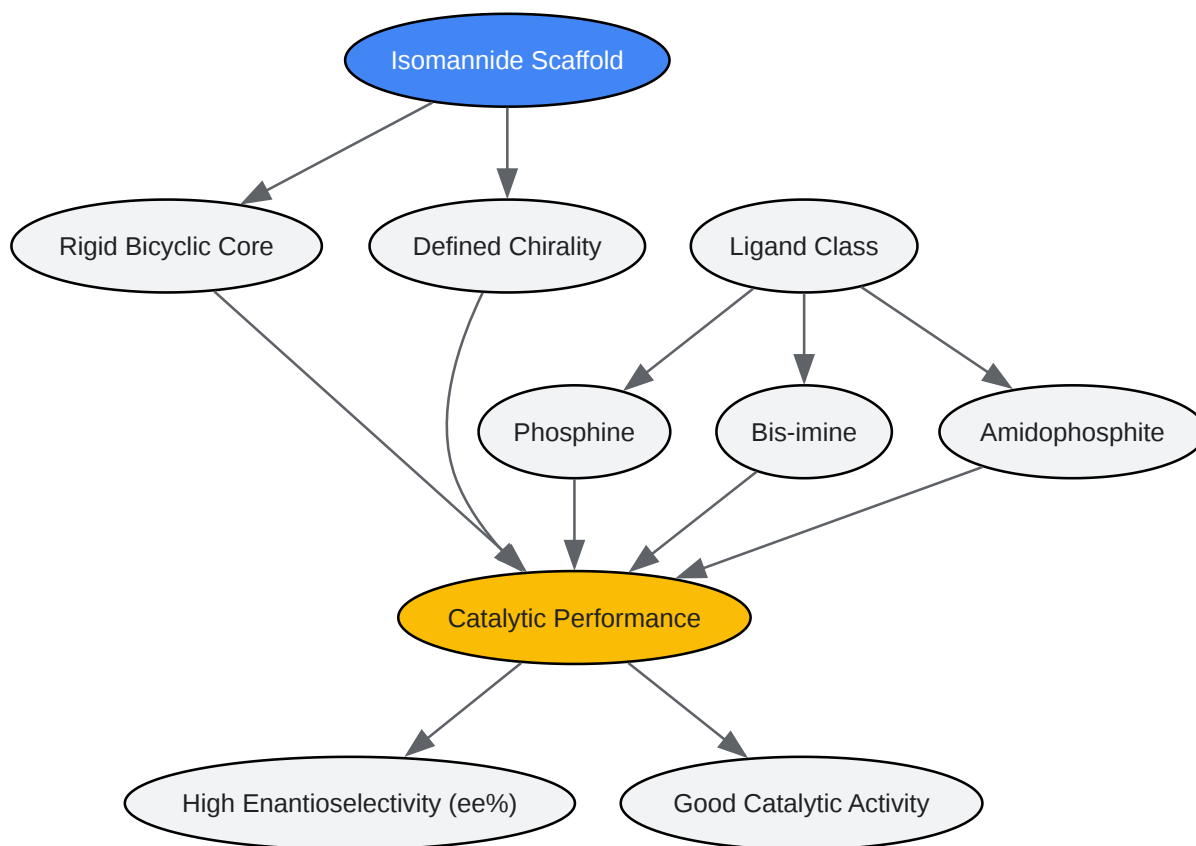 Isomannide Scaffold
Rigid Bicyclic Core
Defined Chirality
Ligand Class
Phosphine
Bis-imine
Amidophosphite
Catalytic Performance
High Enantioselectivity (ee%)
Good Catalytic Activity